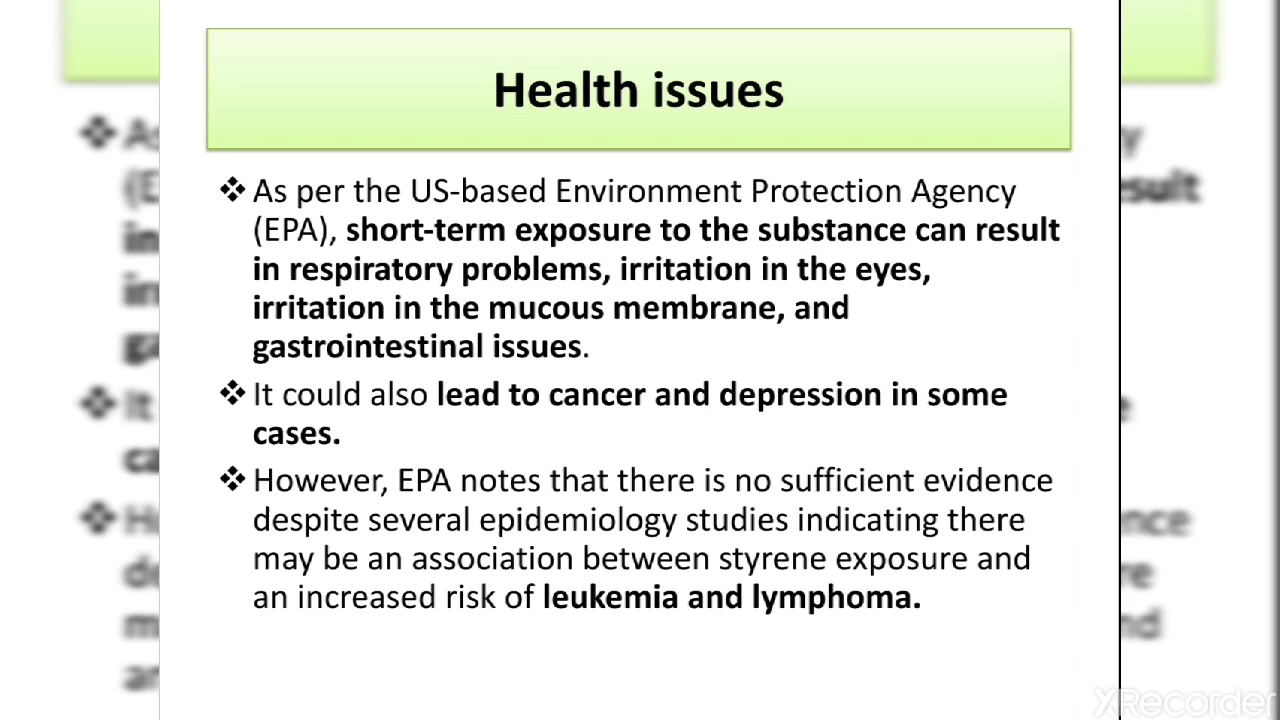 Health issues
❖ As per the US-based Environment Protection Agency
(EPA), short-term exposure to the substance can result
in respiratory problems, irritation in the eyes,
irritation in the mucous membrane, and
gastrointestinal issues.
❖ It could also lead to cancer and depression in some
cases.
❖ However, EPA notes that there is no sufficient evidence
despite several epidemiology studies indicating there
may be an association between styrene exposure and
an increased risk of leukemia and lymphoma.
XRecorder